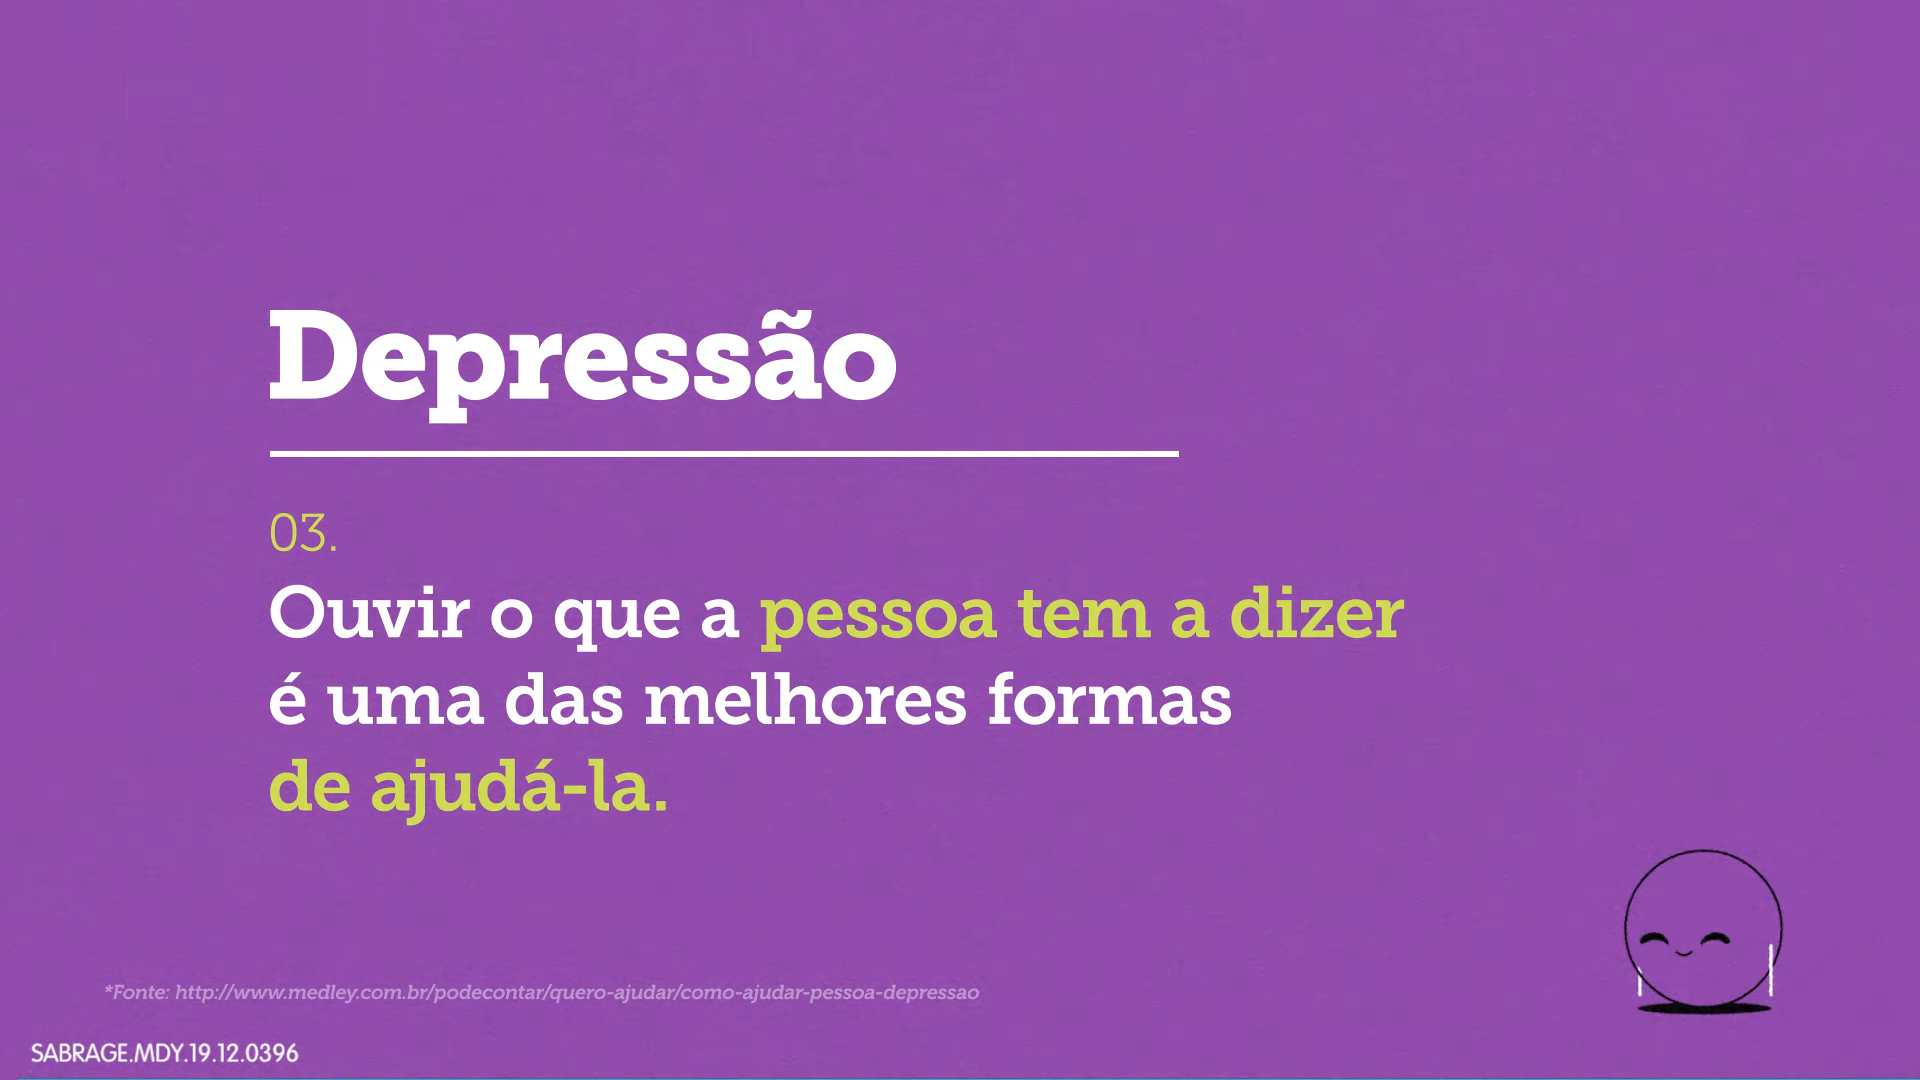 Depressão
03.
Ouvir o que a pessoa tem a dizer
é uma das melhores formas
de ajudá-la.
*Fonte: http://www.medley.com.br/podecontar/quero-ajudar/como-ajudar-pessoa-depressao
SABRAGE.MDY.19.12.0396